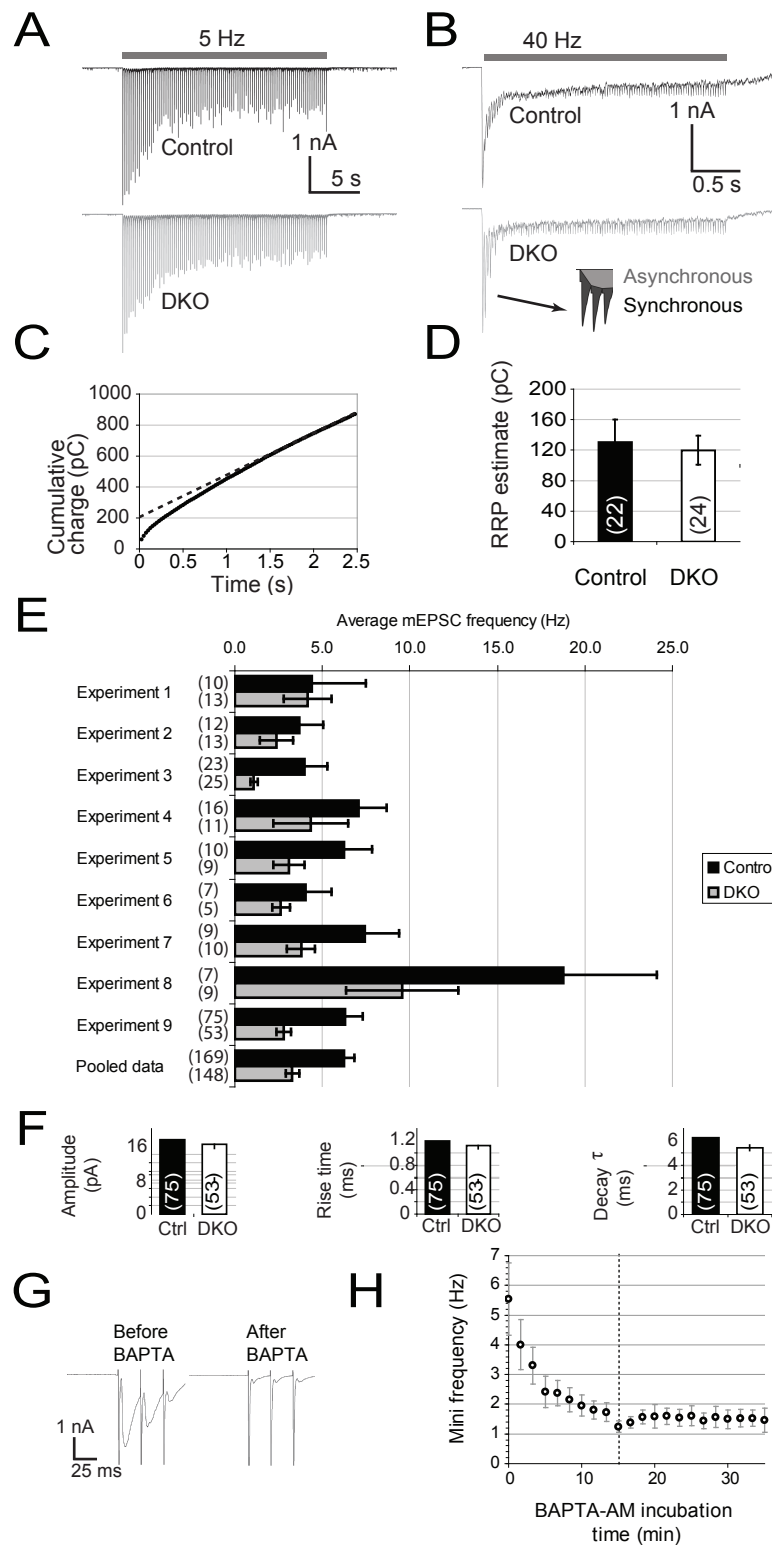 A
5 Hz
Control
1 nA
5 s
DKO
B
40 Hz
Control
1 nA
0.5 s
DKO
Asynchronous
Synchronous
C
Cumulative
charge (pC)
1000
800
600
400
200
0
0 0.5 1 1.5 2 2.5
Time (s)
D
RRP estimate (pC)
200
160
120
80
40
0
(22)
(24)
Control DKO
E
Average mEPSC frequency (Hz)
0.0 5.0 10.0 15.0 20.0 25.0
Experiment 1 (10)
(13)
Experiment 2 (12)
(13)
Experiment 3 (23)
(25)
Experiment 4 (16)
(11)
Experiment 5 (10)
(9)
Experiment 6 (7)
(5)
Experiment 7 (9)
(10)
Experiment 8 (7)
(9)
Experiment 9 (75)
(53)
Pooled data (169)
(148)
Control
DKO
F
Amplitude
(pA)
16
12
8
4
0
(75)
(53)
Ctrl DKO
Rise time
(ms)
1.2
0.8
0.4
0
(75)
(53)
Ctrl DKO
Decay τ
(ms)
6
4
2
0
(75)
(53)
Ctrl DKO
G
Before
BAPTA
After
BAPTA
1 nA
25 ms
H
Mini frequency (Hz)
7
6
5
4
3
2
1
0
0 10 20 30
BAPTA-AM incubation
time (min)